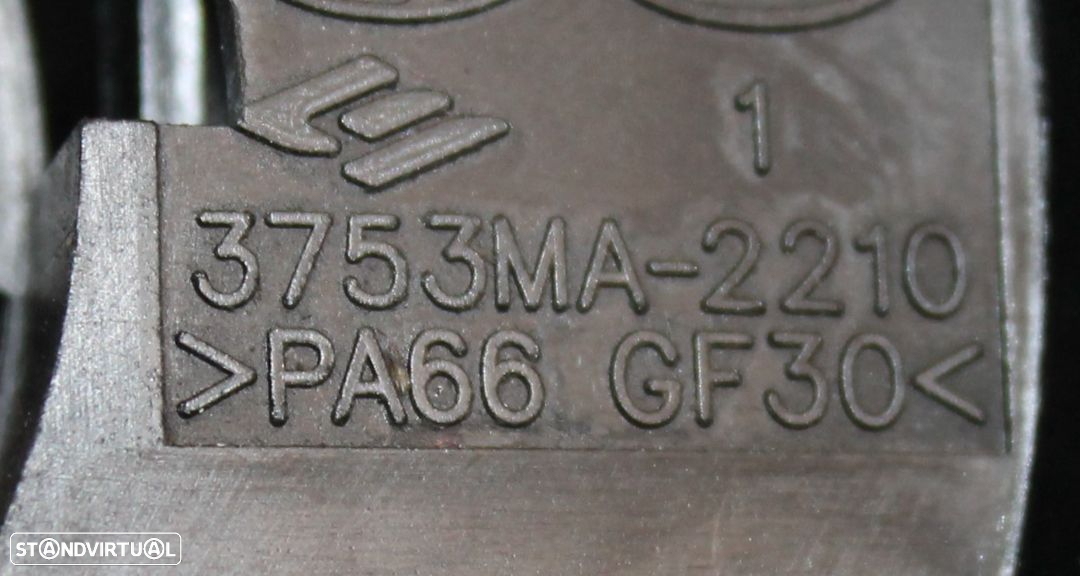 1
3753MA-2210
>PA66 GF30<
STANDVIRTUAL